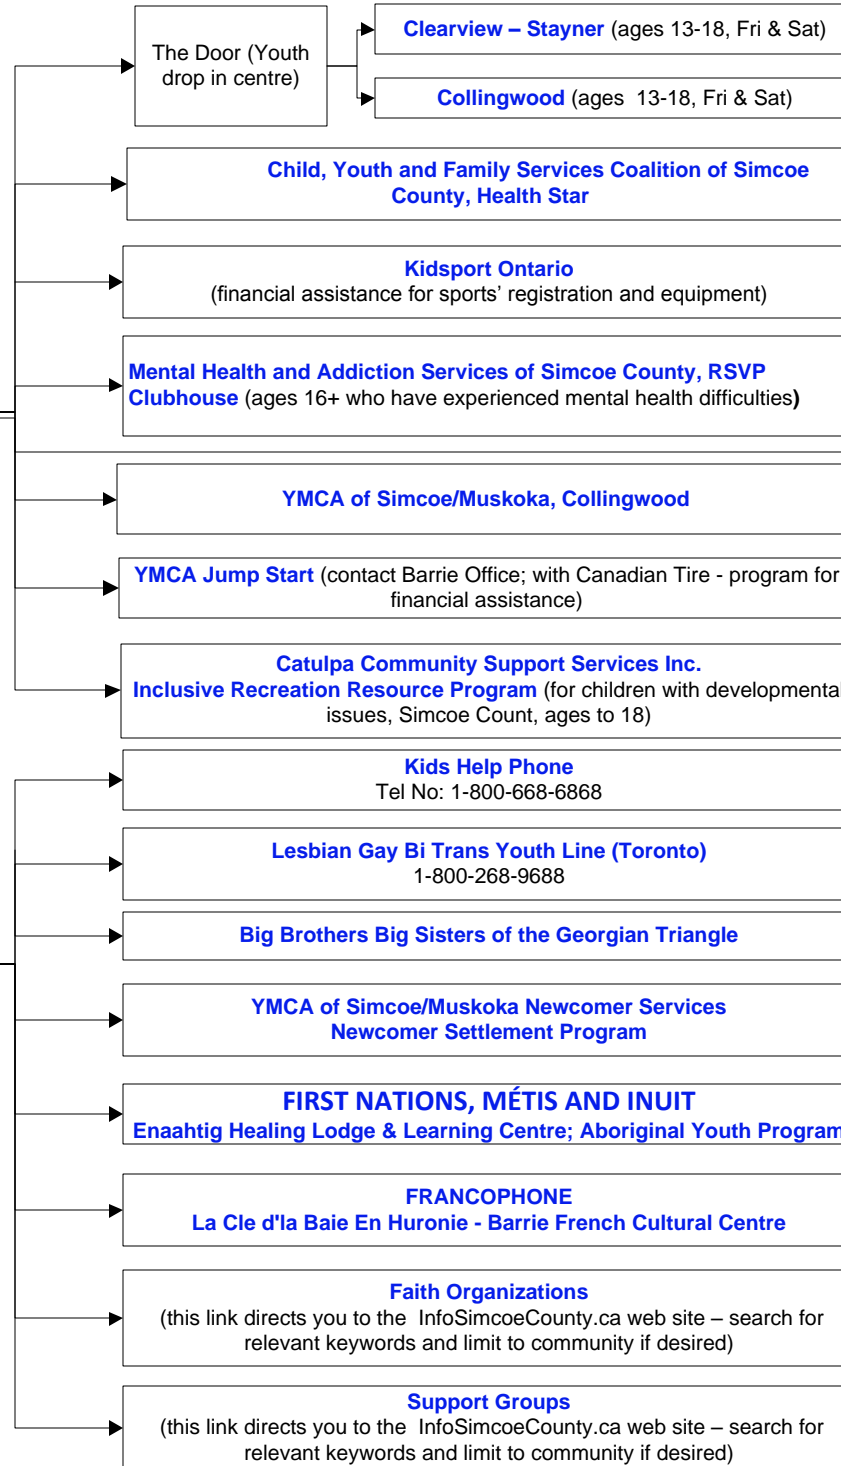 The Door (Youth
drop in centre)
Clearview – Stayner (ages 13-18, Fri & Sat)
Collingwood (ages  13-18, Fri & Sat)
Child, Youth and Family Services Coalition of Simcoe
County, Health Star
Kidsport Ontario
(financial assistance for sports’ registration and equipment)
Mental Health and Addiction Services of Simcoe County, RSVP
Clubhouse (ages 16+ who have experienced mental health difficulties)
YMCA of Simcoe/Muskoka, Collingwood
YMCA Jump Start (contact Barrie Office; with Canadian Tire - program for
financial assistance)
Catulpa Community Support Services Inc.
Inclusive Recreation Resource Program (for children with developmental
issues, Simcoe Count, ages to 18)
Kids Help Phone
Tel No: 1-800-668-6868
Lesbian Gay Bi Trans Youth Line (Toronto)
1-800-268-9688
Big Brothers Big Sisters of the Georgian Triangle
YMCA of Simcoe/Muskoka Newcomer Services
Newcomer Settlement Program
FIRST NATIONS, MÉTIS AND INUIT
Enaahtig Healing Lodge & Learning Centre; Aboriginal Youth Program
FRANCOPHONE
La Cle d'la Baie En Huronie - Barrie French Cultural Centre
Faith Organizations
(this link directs you to the  InfoSimcoeCounty.ca web site – search for
relevant keywords and limit to community if desired)
Support Groups
(this link directs you to the  InfoSimcoeCounty.ca web site – search for
relevant keywords and limit to community if desired)